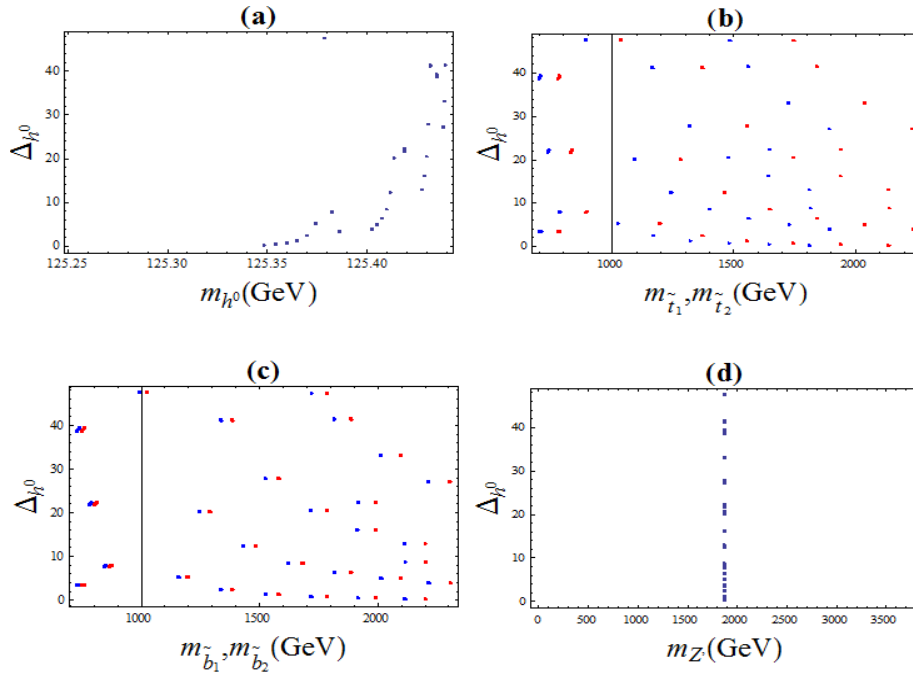 (a)
40
30
20
10
0
Δh⁰
125.25 125.30 125.35 125.40
mh⁰(GeV)
(b)
40
30
20
10
0
Δh⁰
1000 1500 2000
mt̃₁,mt̃₂(GeV)
(c)
40
30
20
10
0
Δh⁰
1000 1500 2000
mb̃₁,mb̃₂(GeV)
(d)
40
30
20
10
0
Δh⁰
0 500 1000 1500 2000 2500 3000 3500
mZ'(GeV)